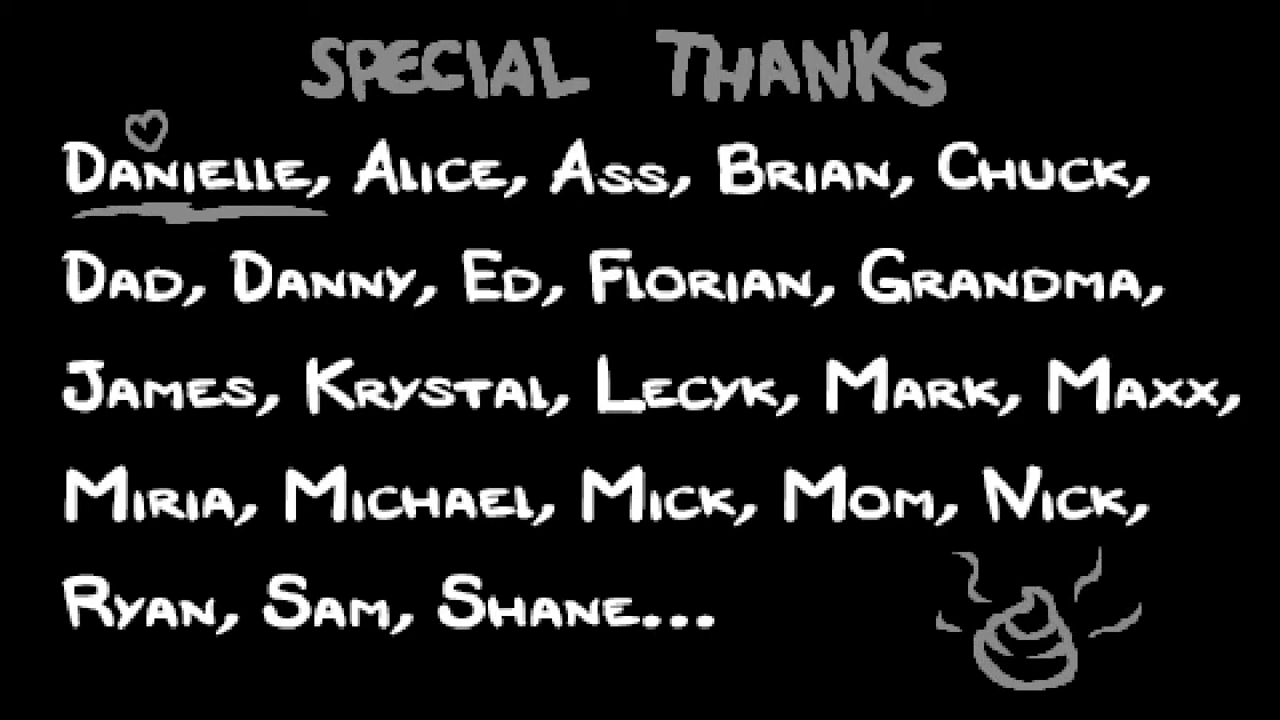 SPECIAL THANKS
DANIELLE, ALICE, ASS, BRIAN, CHUCK,
DAD, DANNY, ED, FLORIAN, GRANDMA,
JAMES, KRYSTAL, LECYK, MARK, MAXX,
MIRIA, MICHAEL, MICK, MOM, NICK,
RYAN, SAM, SHANE...